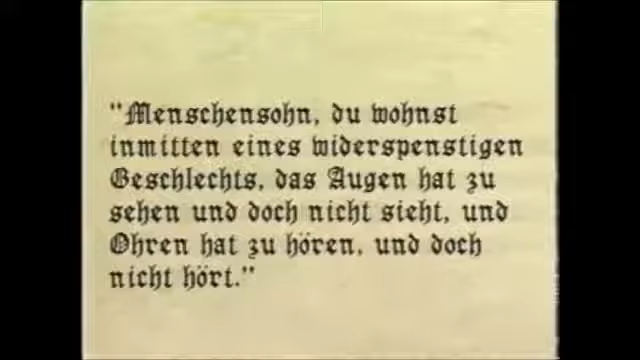 "Menschensohn, du wohnst
inmitten eines widerspenstigen
Geschlechts, das Augen hat zu
sehen und doch nicht sieht, und
Ohren hat zu hören, und doch
nicht hört."